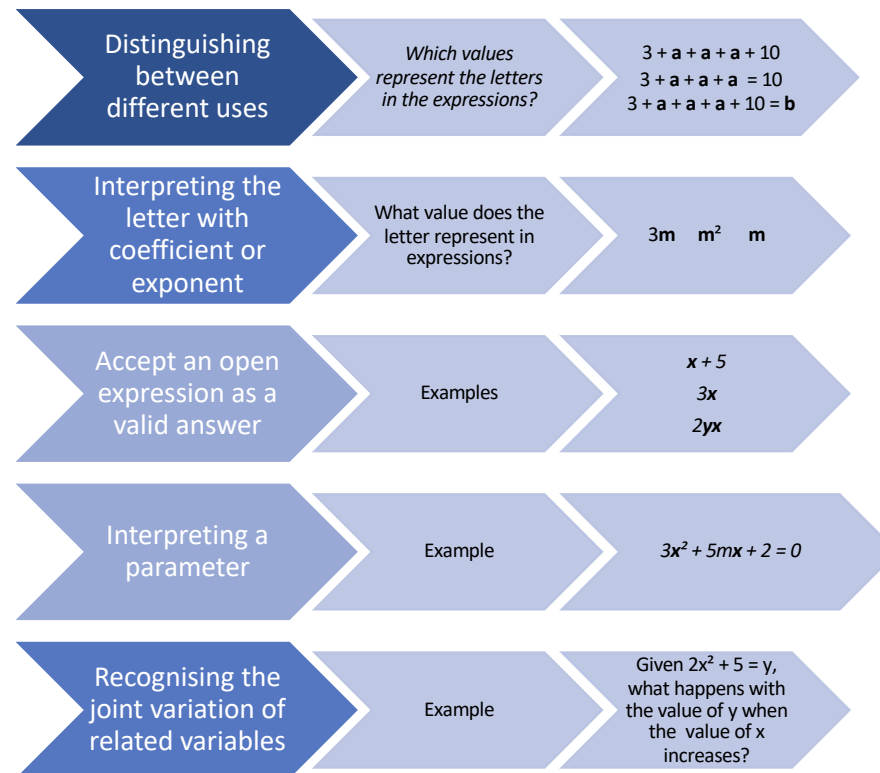 Distinguishing
between
different uses
Which values
represent the letters
in the expressions?
3 + a + a + a + 10
3 + a + a + a = 10
3 + a + a + a + 10 = b
Interpreting the
letter with
coefficient or
exponent
What value does the
letter represent in
expressions?
3m m² m
Accept an open
expression as a
valid answer
Examples
x + 5
3x
2yx
Interpreting a
parameter
Example
3x² + 5mx + 2 = 0
Recognising the
joint variation of
related variables
Example
Given 2x² + 5 = y,
what happens with
the value of y when
the value of x
increases?